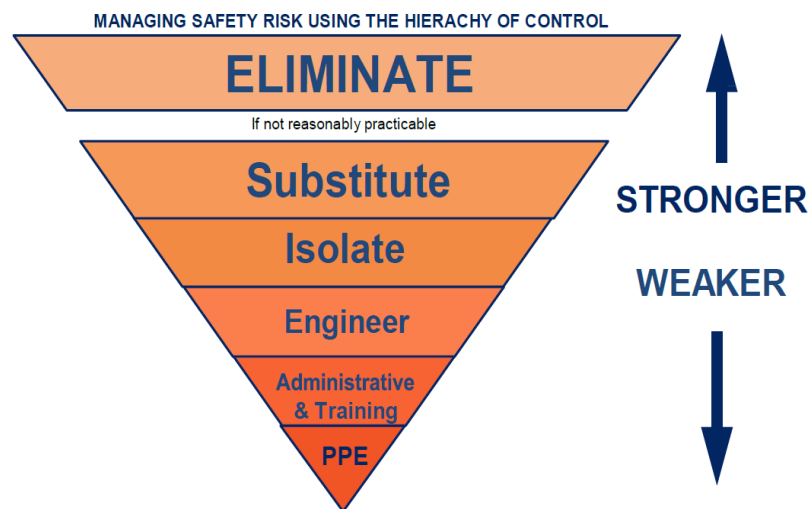 MANAGING SAFETY RISK USING THE HIERACHY OF CONTROL
ELIMINATE
If not reasonably practicable
Substitute
Isolate
Engineer
Administrative
& Training
PPE
STRONGER
WEAKER